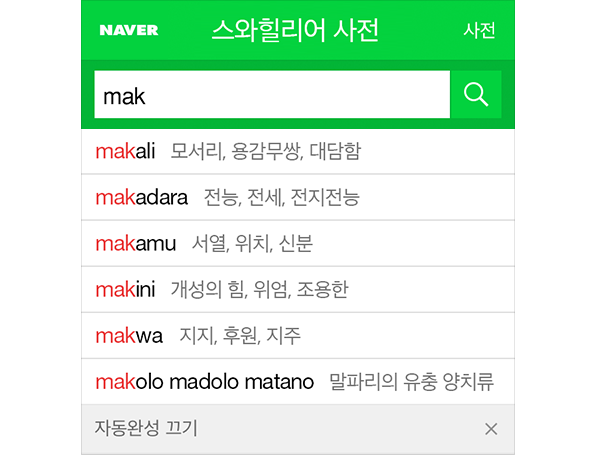 NAVER 스와힐리어 사전 사전
mak
makali 모서리, 용감무쌍, 대담함
makadara 전능, 전세, 전지전능
makamu 서열, 위치, 신분
makini 개성의 힘, 위엄, 조용한
makwa 지지, 후원, 지주
makolo madolo matano 말파리의 유충 양치류
자동완성 끄기